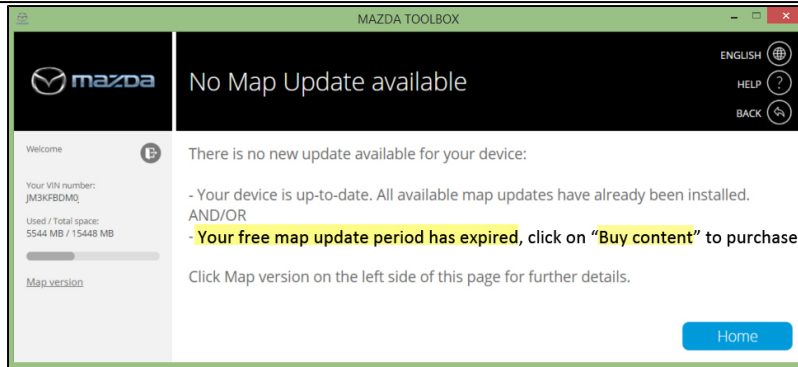 MAZDA TOOLBOX
mazda
No Map Update available
ENGLISH
HELP
BACK
Welcome
Your VIN number:
JM3KFBDM0
Used / Total space:
5544 MB / 15448 MB
Map version
There is no new update available for your device:
- Your device is up-to-date. All available map updates have already been installed.
AND/OR
- Your free map update period has expired, click on “Buy content” to purchase
Click Map version on the left side of this page for further details.
Home